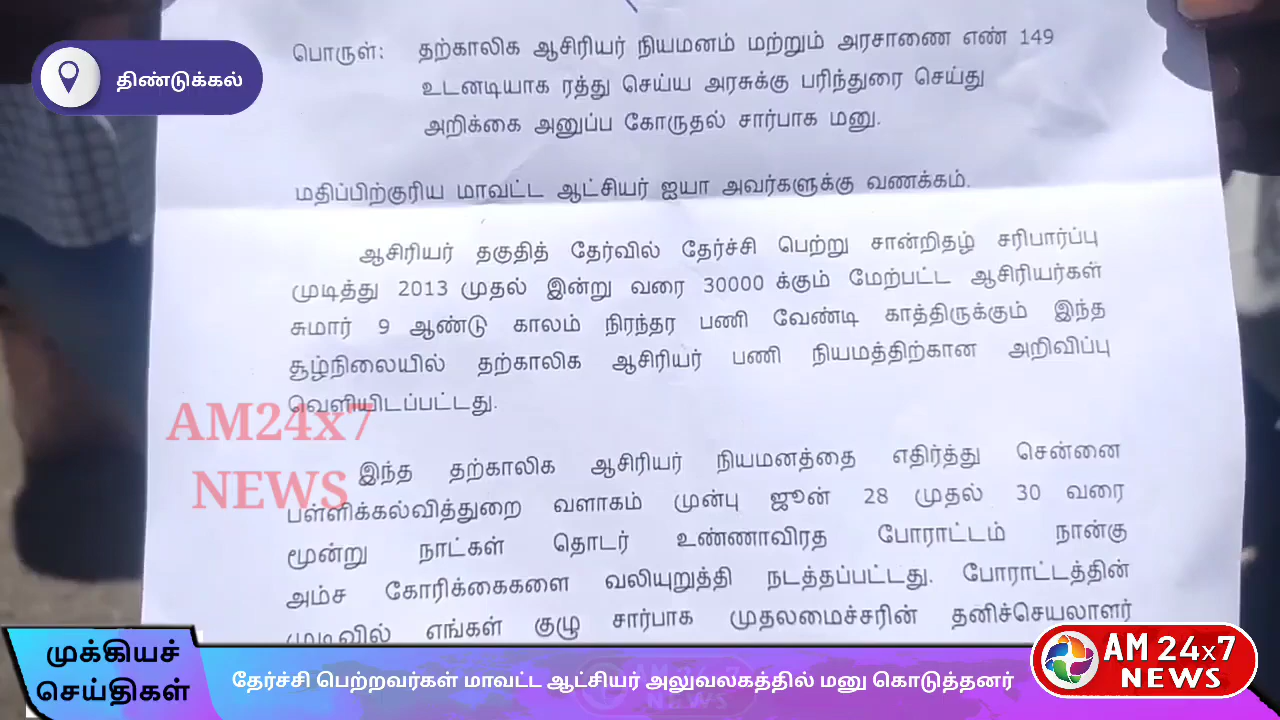 திண்டுக்கல்
பொருள்: தற்காலிக ஆசிரியர் நியமனம் மற்றும் அரசாணை எண் 149
உடனடியாக ரத்து செய்ய அரசுக்கு பரிந்துரை செய்து
அறிக்கை அனுப்ப கோருதல் சார்பாக மனு.
மதிப்பிற்குரிய மாவட்ட ஆட்சியர் ஐயா அவர்களுக்கு வணக்கம்.
ஆசிரியர் தகுதித் தேர்வில் தேர்ச்சி பெற்று சான்றிதழ் சரிபார்ப்பு
முடித்து 2013 முதல் இன்று வரை 30000 க்கும் மேற்பட்ட ஆசிரியர்கள்
சுமார் 9 ஆண்டு காலம் நிரந்தர பணி வேண்டி காத்திருக்கும் இந்த
சூழ்நிலையில் தற்காலிக ஆசிரியர் பணி நியமத்திற்கான அறிவிப்பு
வெளியிடப்பட்டது.
AM24x7
NEWS
இந்த தற்காலிக ஆசிரியர் நியமனத்தை எதிர்த்து சென்னை
பள்ளிக்கல்வித்துறை வளாகம் முன்பு ஜூன் 28 முதல் 30 வரை
மூன்று நாட்கள் தொடர் உண்ணாவிரத போராட்டம் நான்கு
அம்ச கோரிக்கைகளை வலியுறுத்தி நடத்தப்பட்டது. போராட்டத்தின்
முடிவில் எங்கள் குழு சார்பாக முதலமைச்சரின் தனிச்செயலாளர்
முக்கியச்
செய்திகள்
தேர்ச்சி பெற்றவர்கள் மாவட்ட ஆட்சியர் அலுவலகத்தில் மனு கொடுத்தனர்
AM 24x7
NEWS
AM 24x7
NEWS